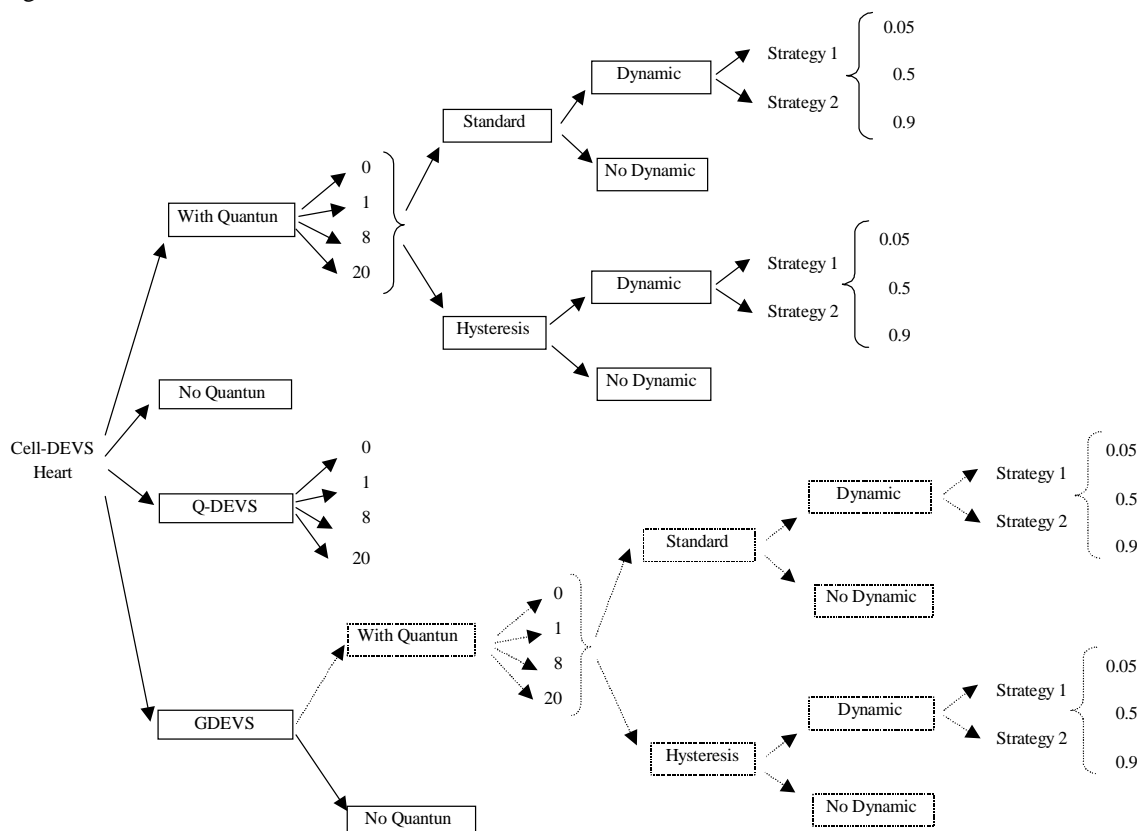 0.05
Strategy 1
Dynamic
0.5
Strategy 2
Standard
0.9
0
No Dynamic
1
With Quantun
8
0.05
20
Strategy 1
Dynamic
0.5
Strategy 2
Hysteresis
0.9
No Dynamic
No Quantun
Cell-DEVS
Heart
0
1
Q-DEVS
8
20
0.05
Strategy 1
Dynamic
0.5
Strategy 2
Standard
0.9
0
No Dynamic
1
With Quantun
8
20
0.05
Strategy 1
Dynamic
0.5
Strategy 2
GDEVS
Hysteresis
0.9
No Dynamic
No Quantun